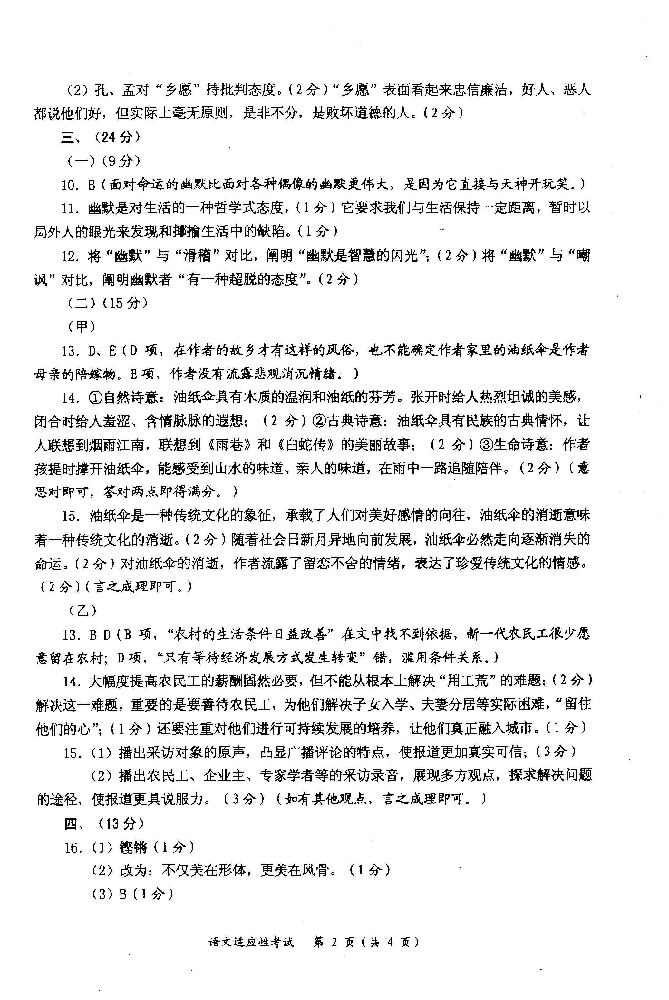 (2)孔、孟对“乡愿”持批判态度。(2分)“乡愿”表面看起来忠信廉洁，好人、恶人
都说他们好，但实际上毫无原则，是非不分，是败坏道德的人。(2分)
三、(24分)
(一)(9分)
10. B(面对命运的幽默比面对各种偶像的幽默更伟大，是因为它直接与天神开玩笑。)
11. 幽默是对生活的一种哲学式态度，(1分)它要求我们与生活保持一定距离，暂时以
局外人的眼光来发现和揶揄生活中的缺陷。(1分)
12. 将“幽默”与“滑稽”对比，阐明“幽默是智慧的闪光”；(2分)将“幽默”与“嘲
讽”对比，阐明幽默者“有一种超脱的态度”。(2分)
(二)(15分)
(甲)
13. D、E(D 项，在作者的故乡才有这样的风俗，也不能确定作者家里的油纸伞是作者
母亲的陪嫁物。E项，作者没有流露悲观消沉情绪。)
14. ①自然诗意：油纸伞具有木质的温润和油纸的芬芳。张开时给人热烈坦诚的美感，
闭合时给人羞涩、含情脉脉的遐想；(2 分)②古典诗意：油纸伞具有民族的古典情怀，让
人联想到烟雨江南，联想到《雨巷》和《白蛇传》的美丽故事；(2 分)③生命诗意：作者
孩提时撑开油纸伞，能感受到山水的味道、亲人的味道，在雨中一路追随陪伴。(2分)(意
思对即可，答对两点即得满分。)
15. 油纸伞是一种传统文化的象征，承载了人们对美好感情的向往，油纸伞的消逝意味
着一种传统文化的消逝。(2分)随着社会日新月异地向前发展，油纸伞必然走向逐渐消失的
命运。(2分)对油纸伞的消逝，作者流露了留恋不舍的情绪，表达了珍爱传统文化的情感。
(2分)(言之成理即可。)
(乙)
13. B D(B 项，“农村的生活条件日益改善”在文中找不到依据，新一代农民工很少愿
意留在农村；D项，“只有等待经济发展方式发生转变”错，滥用条件关系。)
14. 大幅度提高农民工的薪酬固然必要，但不能从根本上解决“用工荒”的难题；(2分)
解决这一难题，重要的是要善待农民工，为他们解决子女入学、夫妻分居等实际困难，“留住
他们的心”；(1分)还要注重对他们进行可持续发展的培养，让他们真正融入城市。(1分)
15.(1)播出采访对象的原声，凸显广播评论的特点，使报道更加真实可信；(3分)
(2)播出农民工、企业主、专家学者等的采访录音，展现多方观点，探求解决问题
的途径，使报道更具说服力。(3分)(如有其他观点，言之成理即可。)
四、(13分)
16.(1)铿锵(1分)
(2)改为：不仅美在形体，更美在风骨。(1分)
(3)B(1分)
语文适应性考试 第 2 页(共 4 页)